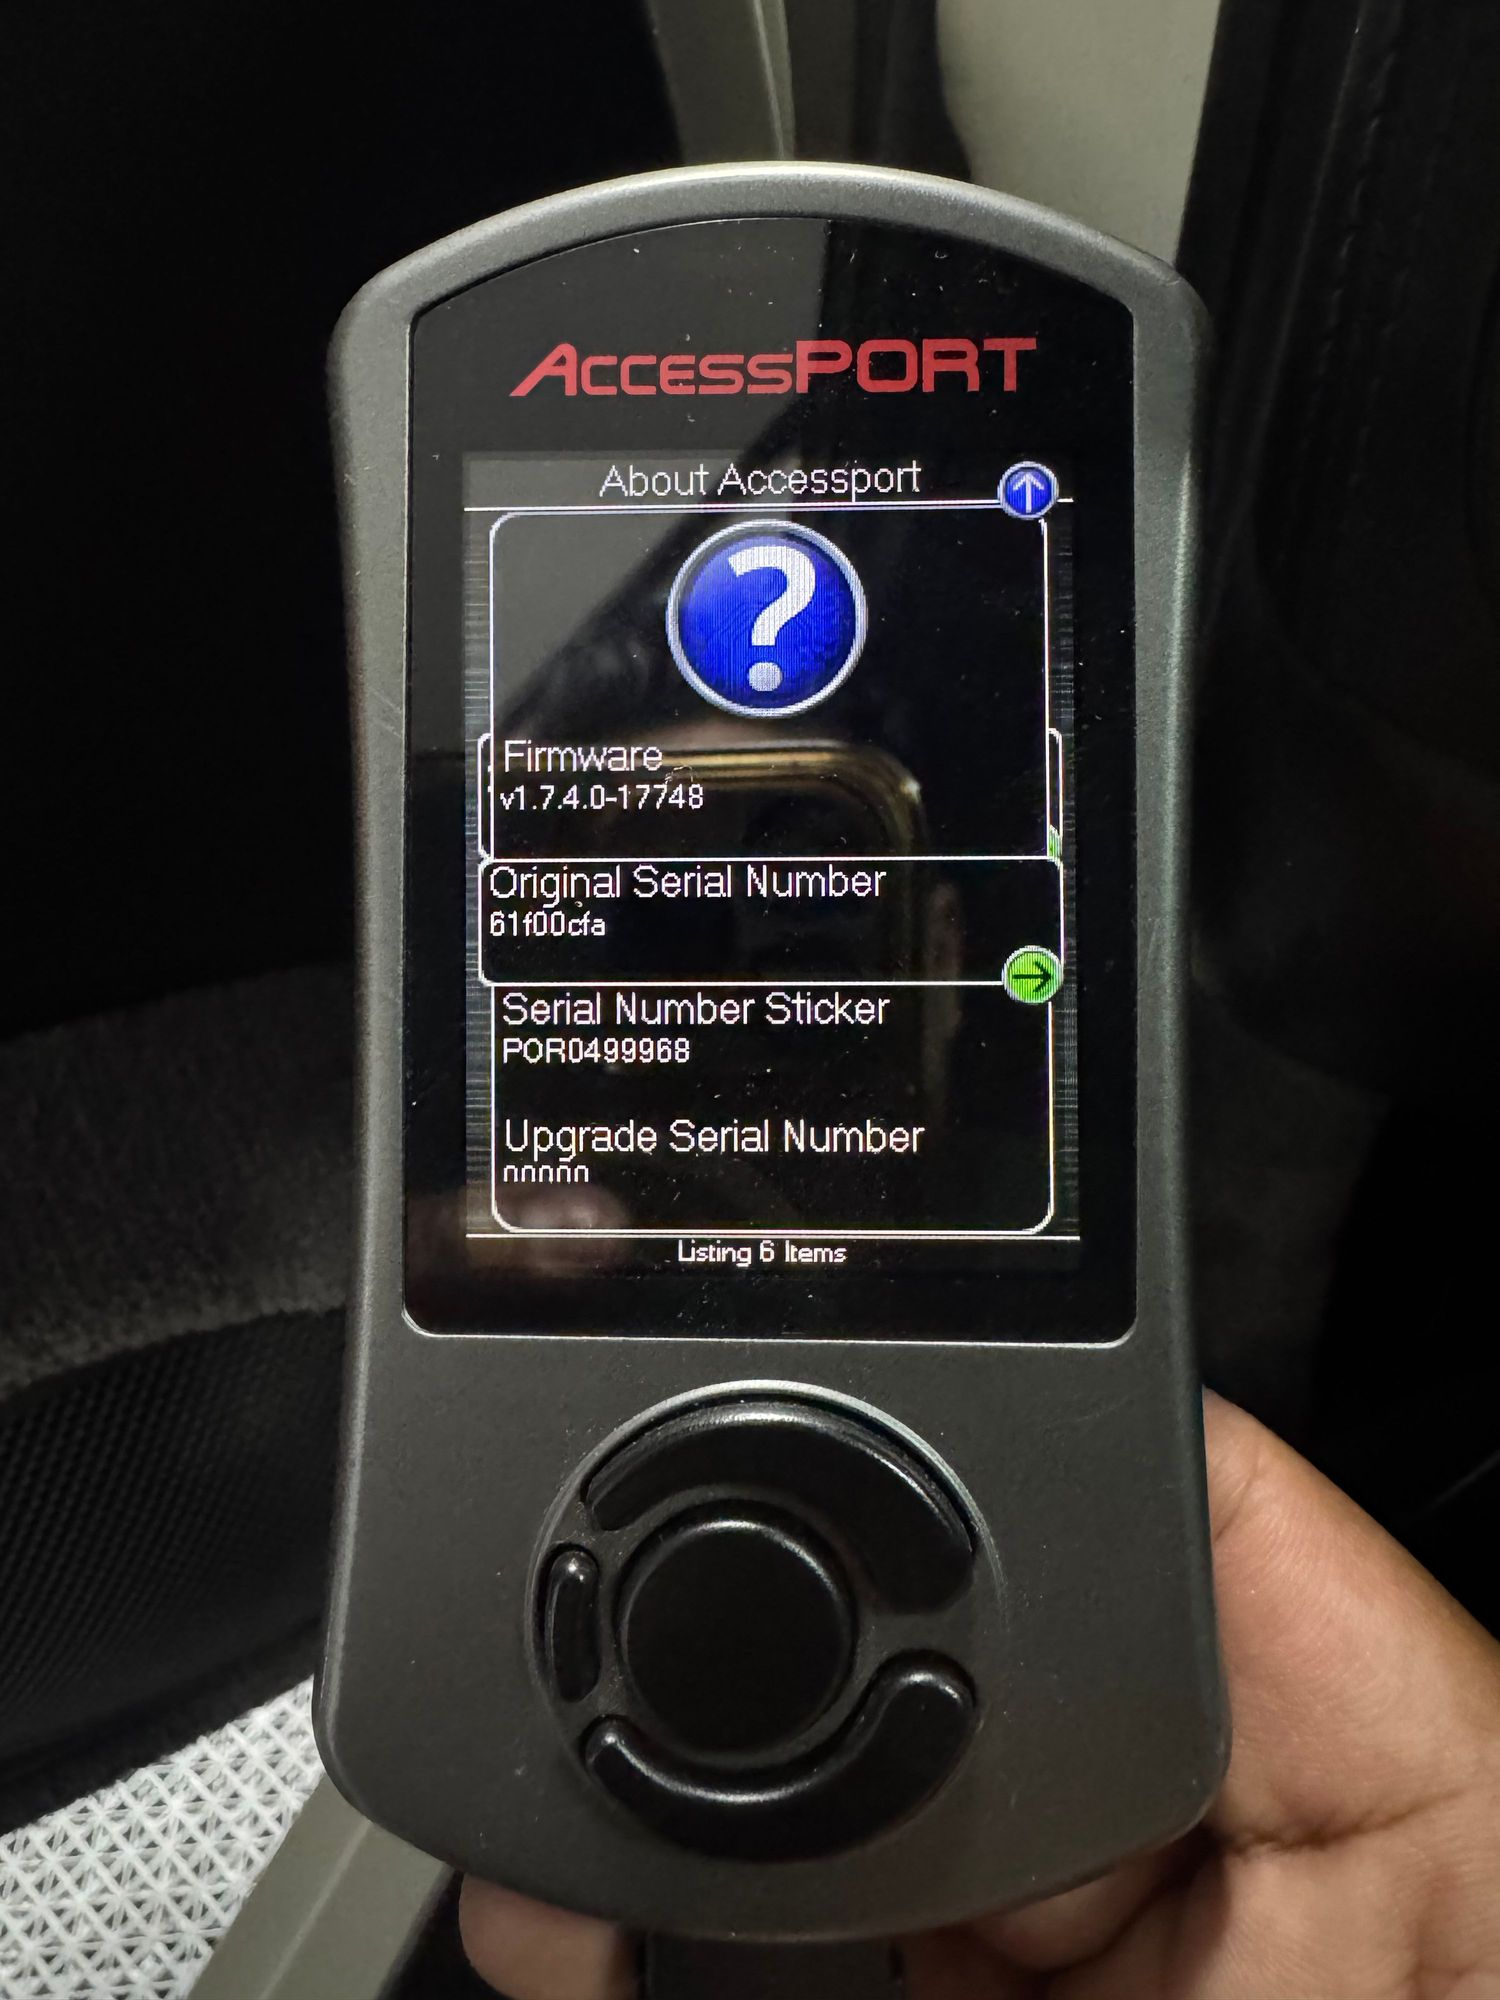 AccessPORT
About Accessport
?
Firmware
v1.7.4.0-17748
Original Serial Number
61f00cfa
Serial Number Sticker
POR0499968
Upgrade Serial Number
Listing 6 Items